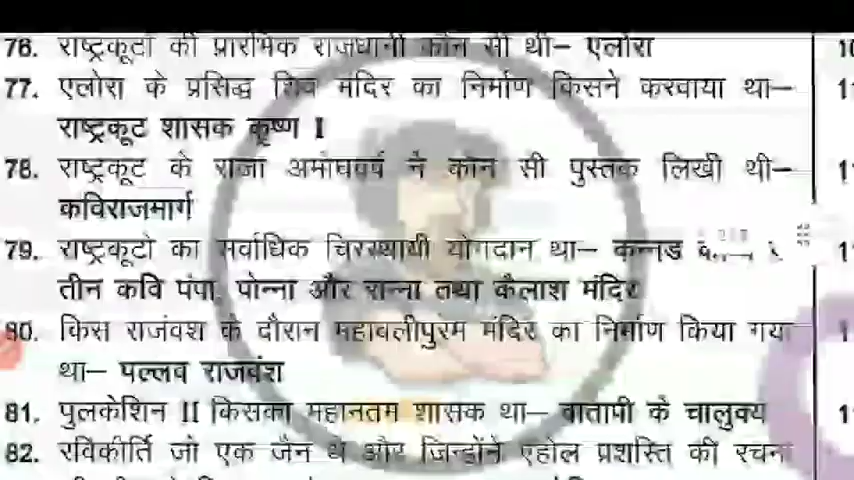 76. राष्ट्रकूटों की प्रारंभिक राजधानी कौन सी थी– एलोरा
77. एलोरा के प्रसिद्ध शिव मंदिर का निर्माण किसने करवाया था–
राष्ट्रकूट शासक कृष्ण I
78. राष्ट्रकूट के राजा अमोघवर्ष ने कौन सी पुस्तक लिखी थी–
कविराजमार्ग
79. राष्ट्रकूटो का सर्वाधिक चिरस्थायी योगदान था– कन्नड
तीन कवि पंपा, पोन्ना और रान्ना तथा कैलाश मंदिर
80. किस राजंवश के दौरान महाबलीपुरम मंदिर का निर्माण किया गया
था– पल्लव राजवंश
81. पुलकेशिन II किसका महानतम शासक था– वातापी के चालुक्य
82. रविकीर्ति जो एक जैन थे और जिन्होंने एहोल प्रशस्ति की रचना